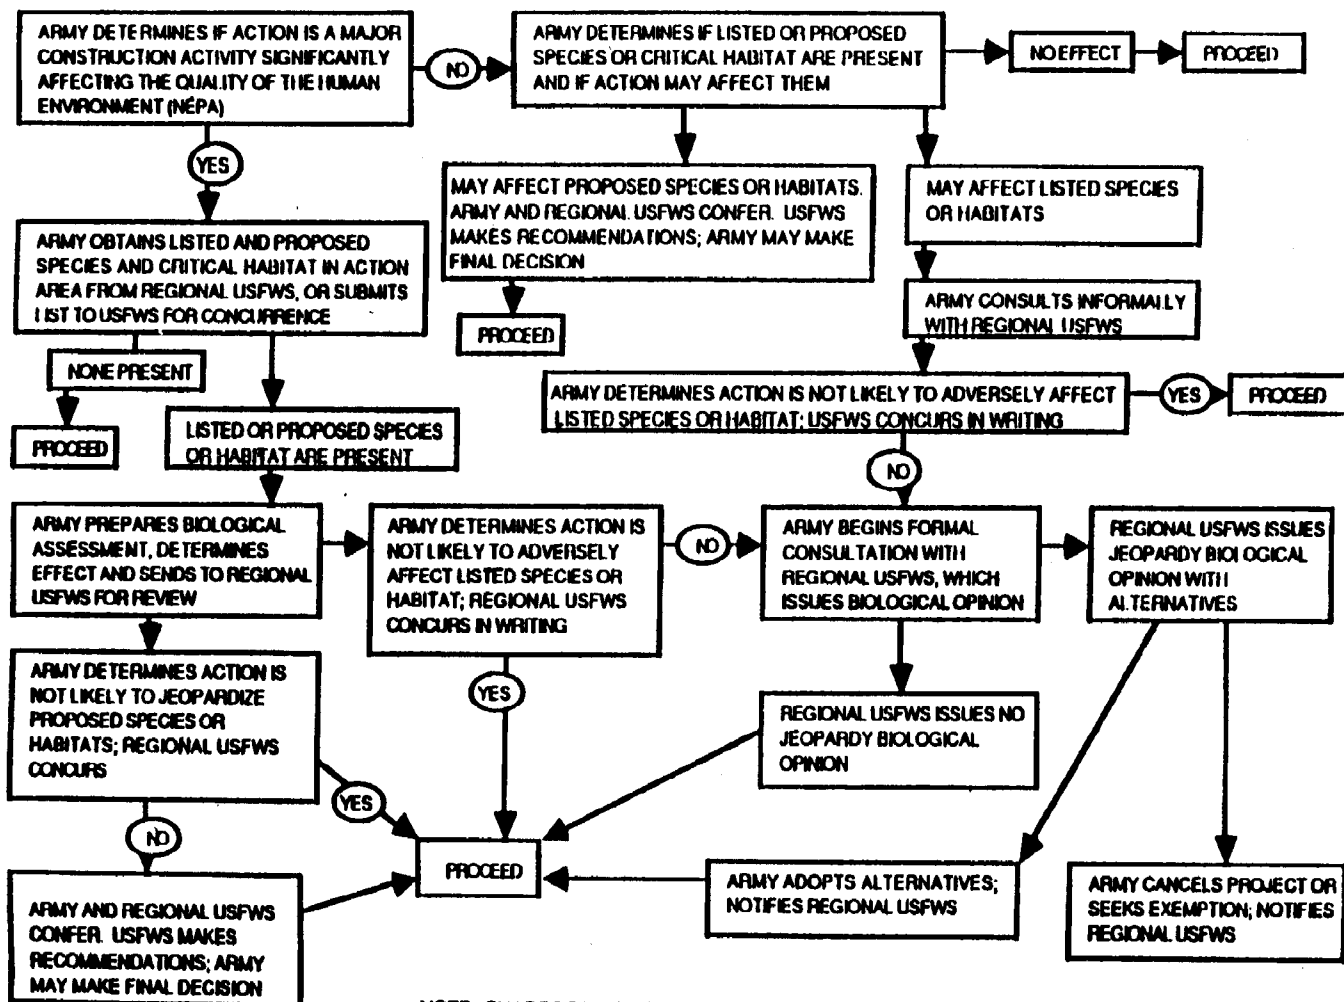 ARMY DETERMINES IF ACTION IS A MAJOR
CONSTRUCTION ACTIVITY SIGNIFICANTLY
AFFECTING THE QUALITY OF THE HUMAN
ENVIRONMENT (NEPA)
NO
ARMY DETERMINES IF LISTED OR PROPOSED
SPECIES OR CRITICAL HABITAT ARE PRESENT
AND IF ACTION MAY AFFECT THEM
NO EFFECT
PROCEED
YES
MAY AFFECT PROPOSED SPECIES OR HABITATS.
ARMY AND REGIONAL USFWS CONFER. USFWS
MAKES RECOMMENDATIONS; ARMY MAY MAKE
FINAL DECISION
MAY AFFECT LISTED SPECIES
OR HABITATS
ARMY OBTAINS LISTED AND PROPOSED
SPECIES AND CRITICAL HABITAT IN ACTION
AREA FROM REGIONAL USFWS, OR SUBMITS
LIST TO USFWS FOR CONCURRENCE
PROCEED
ARMY CONSULTS INFORMALLY
WITH REGIONAL USFWS
NONE PRESENT
PROCEED
LISTED OR PROPOSED SPECIES
OR HABITAT ARE PRESENT
ARMY DETERMINES ACTION IS NOT LIKELY TO ADVERSELY AFFECT
LISTED SPECIES OR HABITAT; USFWS CONCURS IN WRITING
YES
PROCEED
NO
ARMY PREPARES BIOLOGICAL
ASSESSMENT, DETERMINES
EFFECT AND SENDS TO REGIONAL
USFWS FOR REVIEW
ARMY DETERMINES ACTION IS
NOT LIKELY TO ADVERSELY
AFFECT LISTED SPECIES OR
HABITAT; REGIONAL USFWS
CONCURS IN WRITING
NO
ARMY BEGINS FORMAL
CONSULTATION WITH
REGIONAL USFWS, WHICH
ISSUES BIOLOGICAL OPINION
REGIONAL USFWS ISSUES
JEOPARDY BIOLOGICAL
OPINION WITH
ALTERNATIVES
ARMY DETERMINES ACTION IS
NOT LIKELY TO JEOPARDIZE
PROPOSED SPECIES OR
HABITATS; REGIONAL USFWS
CONCURS
YES
REGIONAL USFWS ISSUES NO
JEOPARDY BIOLOGICAL
OPINION
YES
NO
PROCEED
ARMY AND REGIONAL USFWS
CONFER. USFWS MAKES
RECOMMENDATIONS; ARMY
MAY MAKE FINAL DECISION
ARMY ADOPTS ALTERNATIVES;
NOTIFIES REGIONAL USFWS
ARMY CANCELS PROJECT OR
SEEKS EXEMPTION; NOTIFIES
REGIONAL USFWS